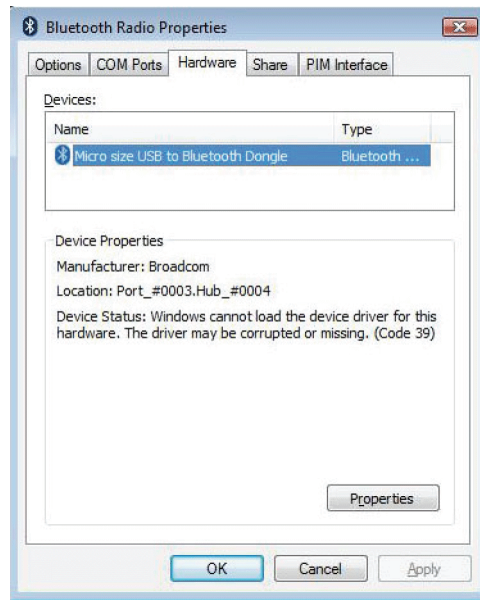 Bluetooth Radio Properties
Options COM Ports Hardware Share PIM Interface
Devices:
Name Type
Micro size USB to Bluetooth Dongle Bluetooth ...
Device Properties
Manufacturer: Broadcom
Location: Port_#0003.Hub_#0004
Device Status: Windows cannot load the device driver for this
hardware. The driver may be corrupted or missing. (Code 39)
Properties
OK Cancel Apply